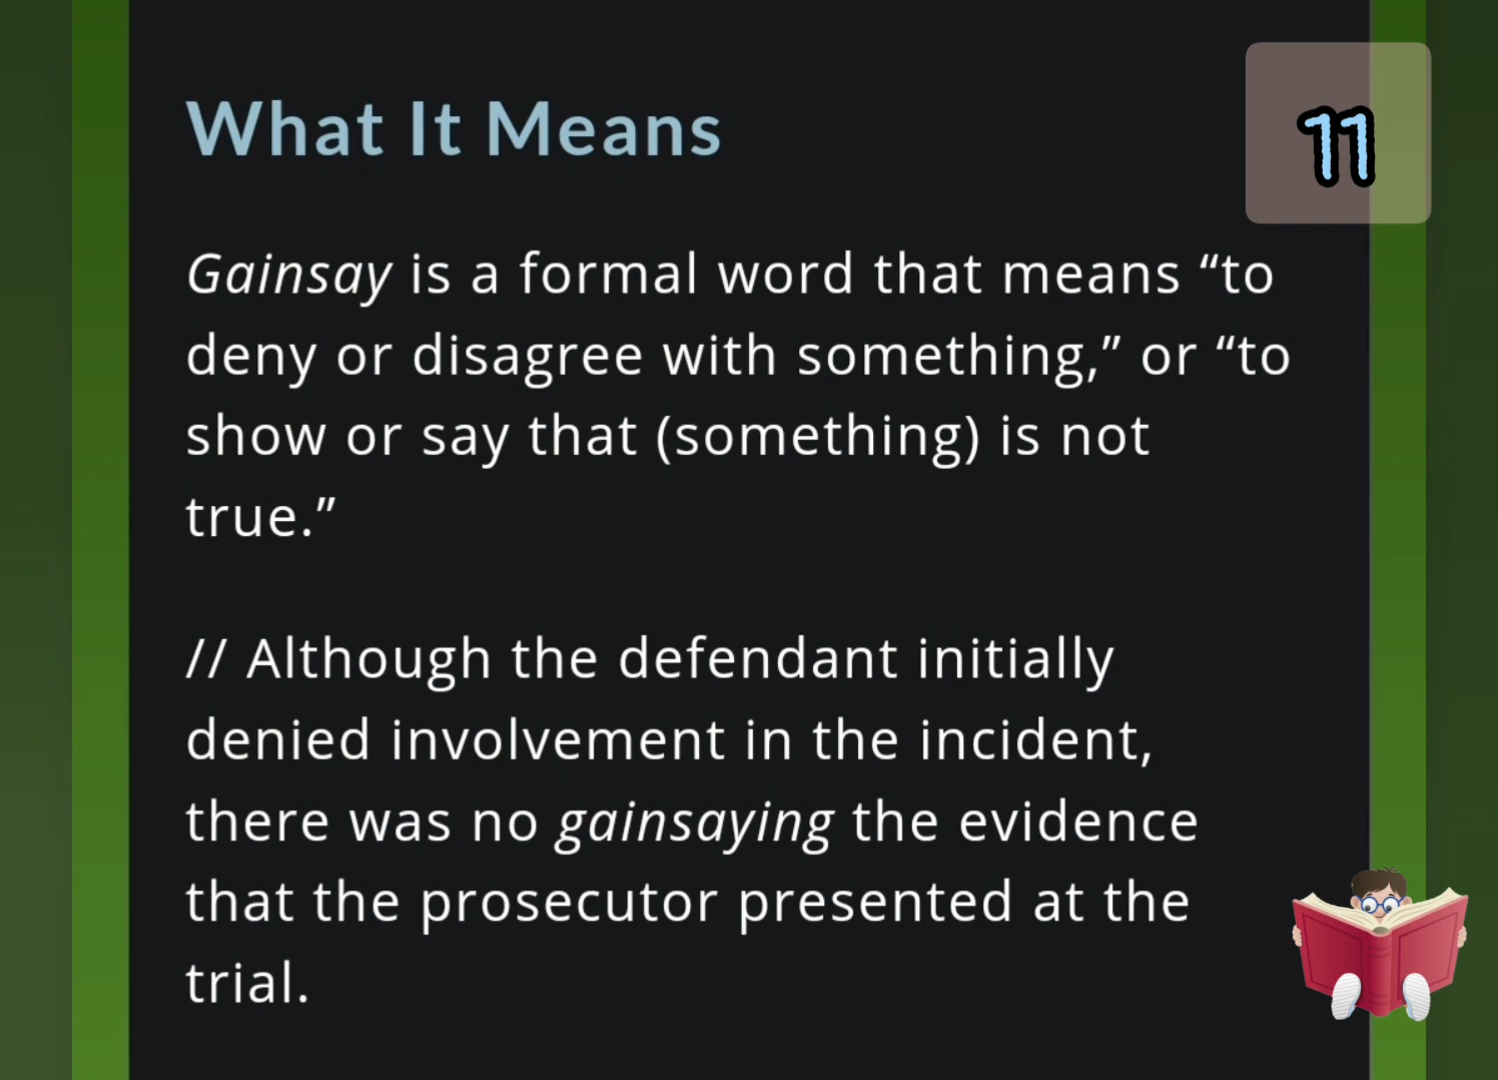 What It Means
11
Gainsay is a formal word that means “to
deny or disagree with something,” or “to
show or say that (something) is not
true.”
// Although the defendant initially
denied involvement in the incident,
there was no gainsaying the evidence
that the prosecutor presented at the
trial.